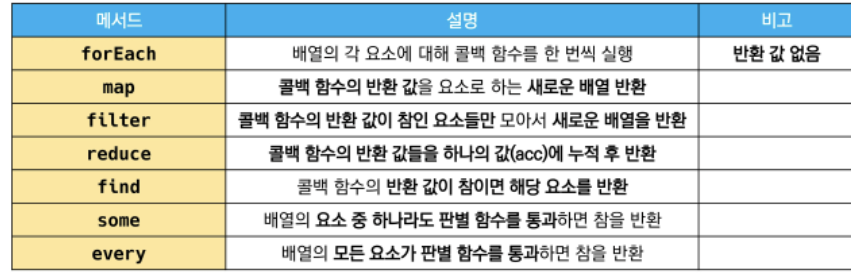 메서드 설명 비고
forEach 배열의 각 요소에 대해 콜백 함수를 한 번씩 실행 반환 값 없음
map 콜백 함수의 반환 값을 요소로 하는 새로운 배열 반환
filter 콜백 함수의 반환 값이 참인 요소들만 모아서 새로운 배열을 반환
reduce 콜백 함수의 반환 값들을 하나의 값(acc)에 누적 후 반환
find 콜백 함수의 반환 값이 참이면 해당 요소를 반환
some 배열의 요소 중 하나라도 판별 함수를 통과하면 참을 반환
every 배열의 모든 요소가 판별 함수를 통과하면 참을 반환